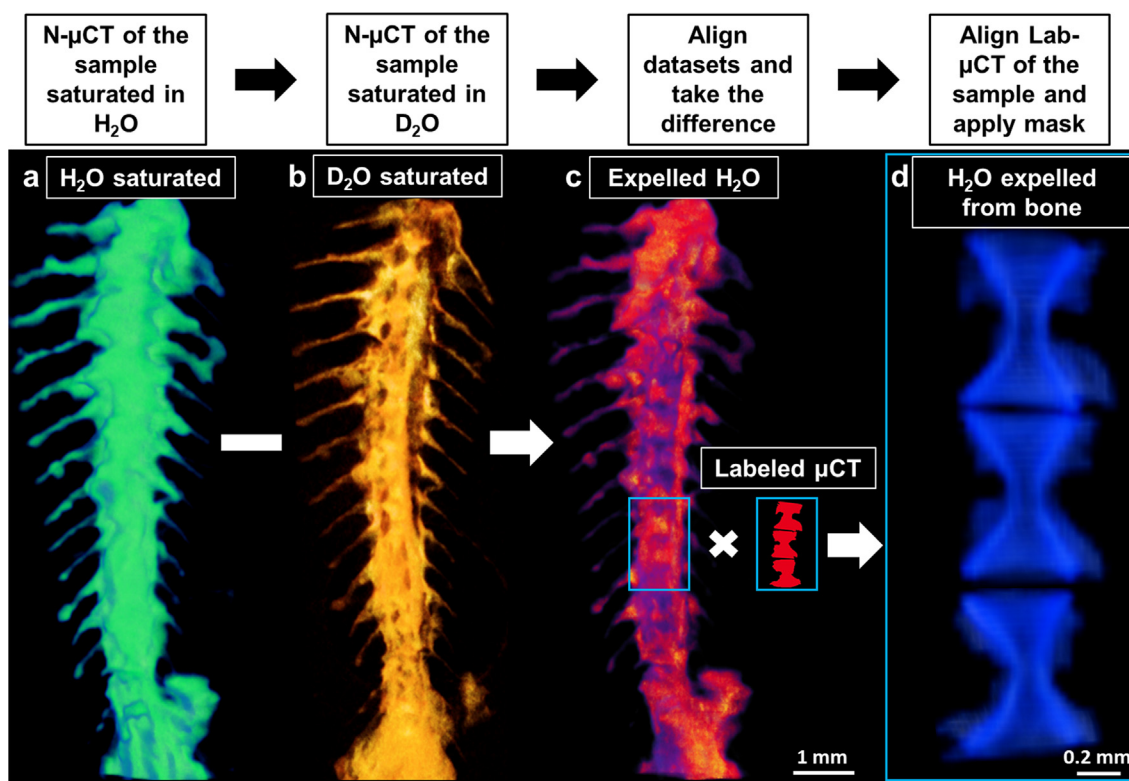 N-μCT of the
sample
saturated in
H₂O
N-μCT of the
sample
saturated in
D₂O
Align
datasets and
take the
difference
Align Lab-
μCT of the
sample and
apply mask
a
H₂O saturated
b
D₂O saturated
c
Expelled H₂O
d
H₂O expelled
from bone
Labeled μCT
1 mm
0.2 mm